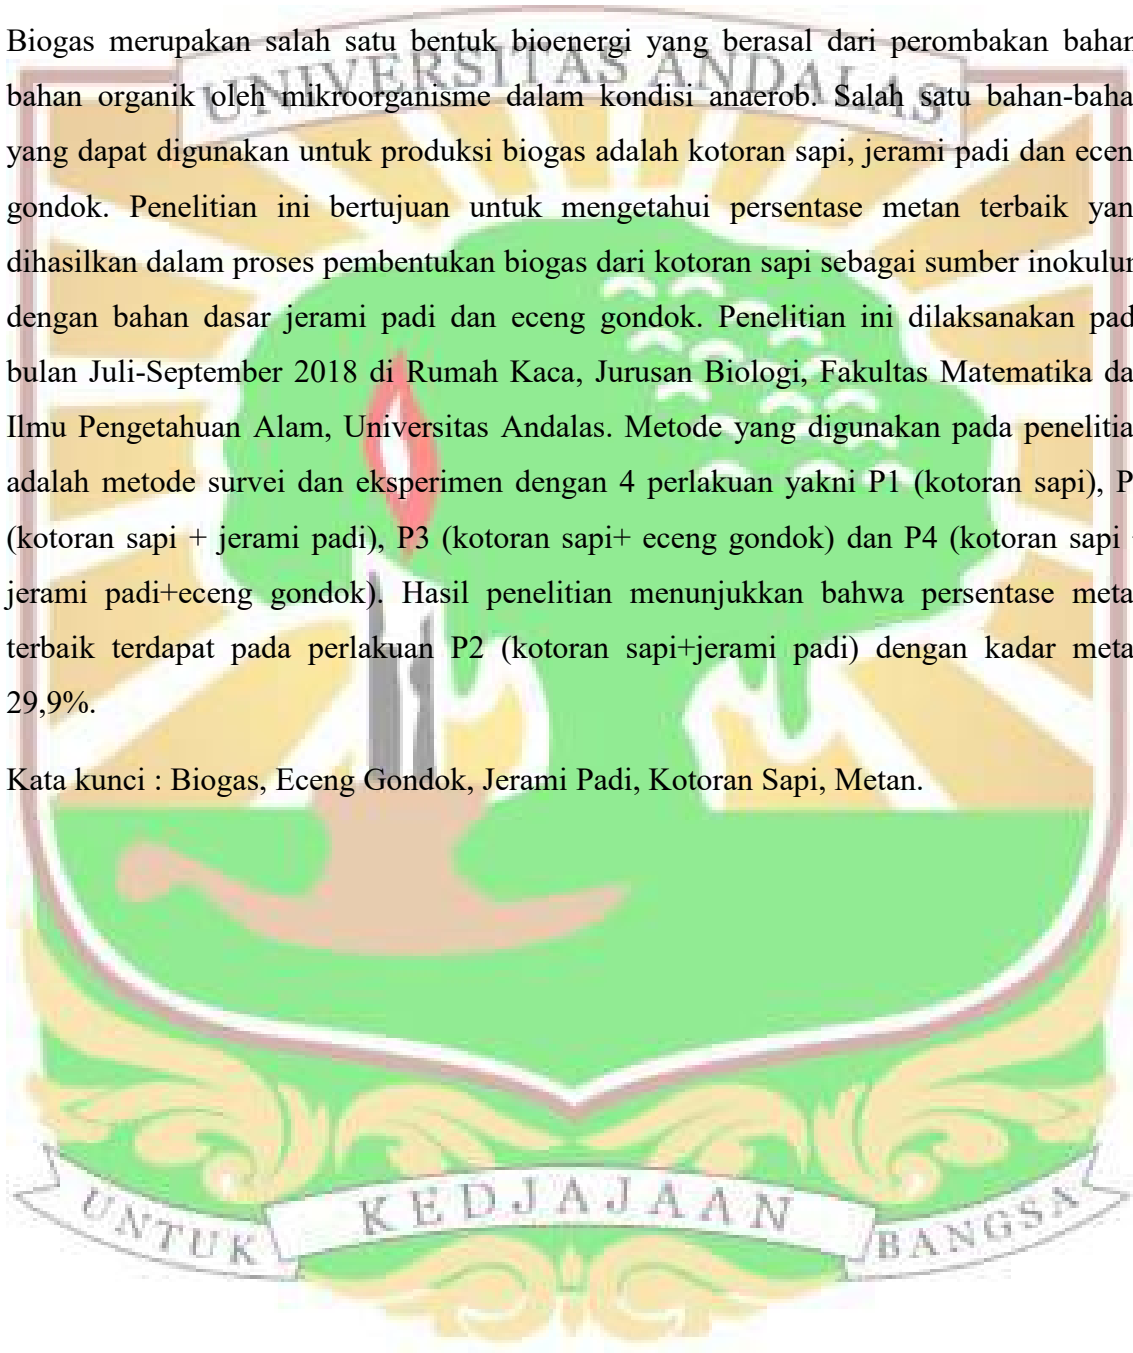 Biogas merupakan salah satu bentuk bioenergi yang berasal dari perombakan bahan
UNIVERSITAS ANDALAS
bahan organik oleh mikroorganisme dalam kondisi anaerob. Salah satu bahan-baha
yang dapat digunakan untuk produksi biogas adalah kotoran sapi, jerami padi dan ecen
gondok. Penelitian ini bertujuan untuk mengetahui persentase metan terbaik yan
dihasilkan dalam proses pembentukan biogas dari kotoran sapi sebagai sumber inokulu
dengan bahan dasar jerami padi dan eceng gondok. Penelitian ini dilaksanakan pad
bulan Juli-September 2018 di Rumah Kaca, Jurusan Biologi, Fakultas Matematika da
Ilmu Pengetahuan Alam, Universitas Andalas. Metode yang digunakan pada penelitia
adalah metode survei dan eksperimen dengan 4 perlakuan yakni P1 (kotoran sapi), P
(kotoran sapi + jerami padi), P3 (kotoran sapi+ eceng gondok) dan P4 (kotoran sapi
jerami padi+eceng gondok). Hasil penelitian menunjukkan bahwa persentase meta
terbaik terdapat pada perlakuan P2 (kotoran sapi+jerami padi) dengan kadar meta
29,9%.
Kata kunci : Biogas, Eceng Gondok, Jerami Padi, Kotoran Sapi, Metan.
UNTUK KEDJAJAAN BANGSA